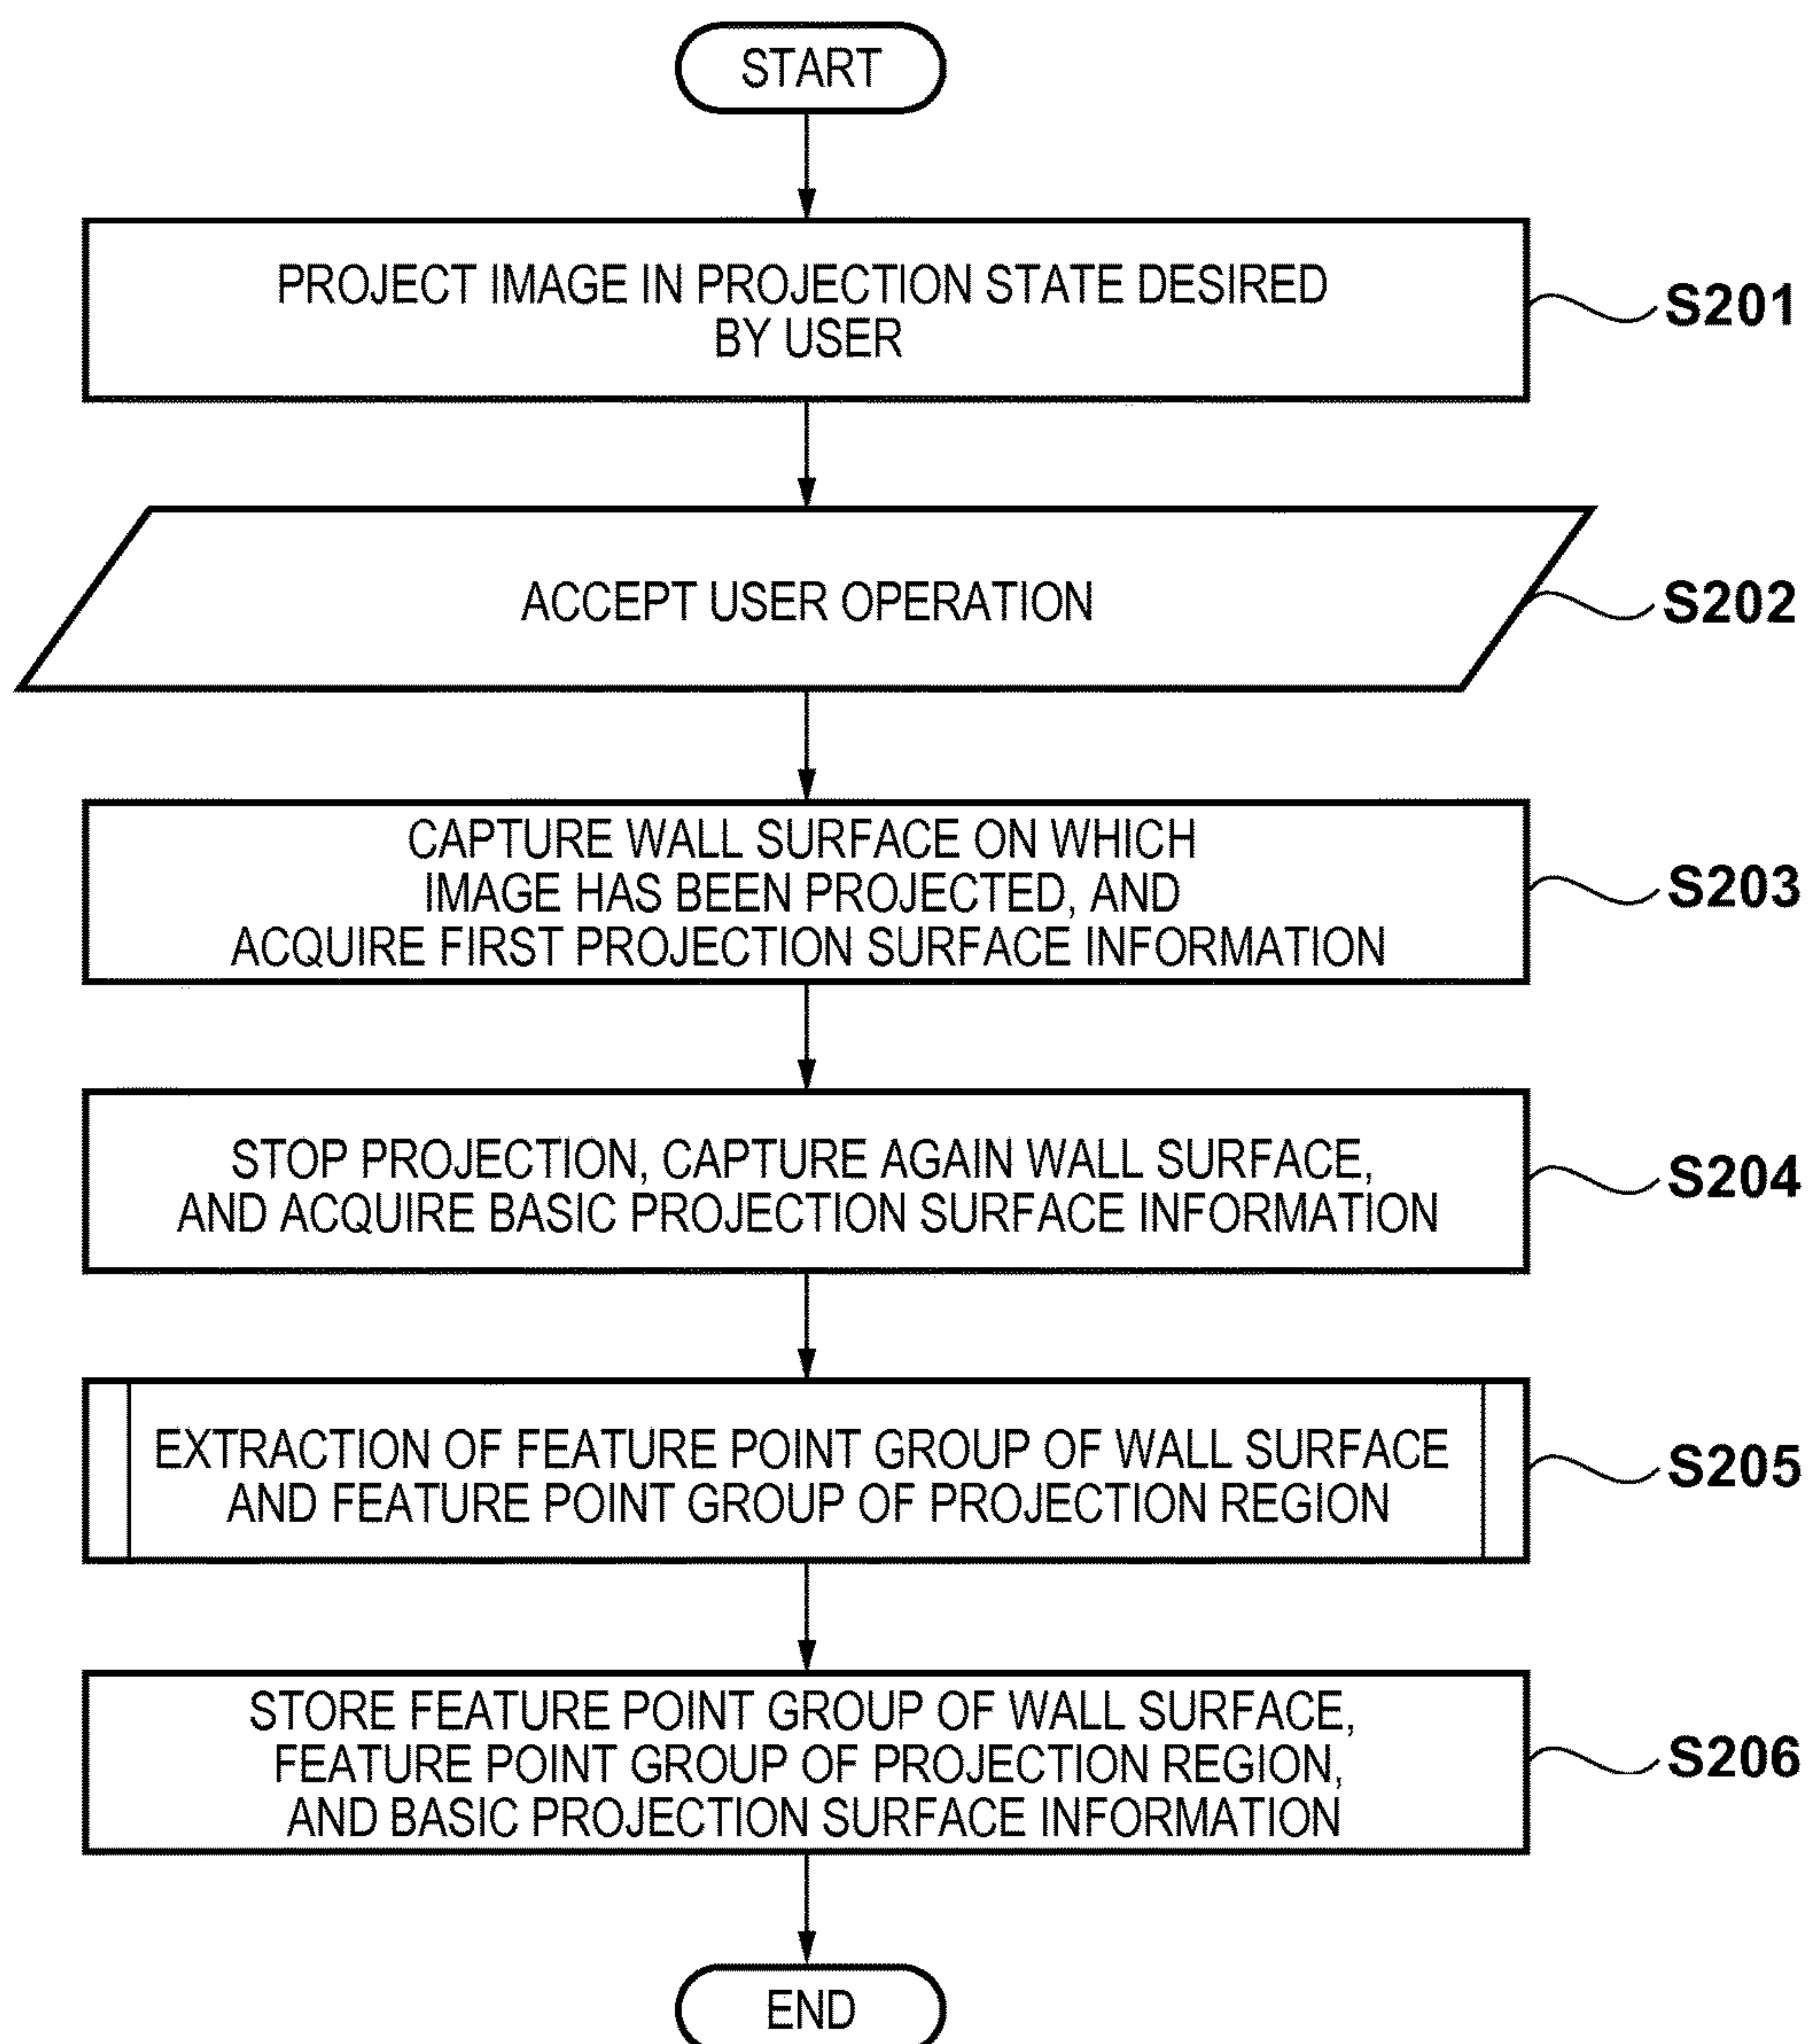 START
PROJECT IMAGE IN PROJECTION STATE DESIRED
BY USER
S201
ACCEPT USER OPERATION
S202
CAPTURE WALL SURFACE ON WHICH
IMAGE HAS BEEN PROJECTED, AND
ACQUIRE FIRST PROJECTION SURFACE INFORMATION
S203
STOP PROJECTION, CAPTURE AGAIN WALL SURFACE,
AND ACQUIRE BASIC PROJECTION SURFACE INFORMATION
S204
EXTRACTION OF FEATURE POINT GROUP OF WALL SURFACE
AND FEATURE POINT GROUP OF PROJECTION REGION
S205
STORE FEATURE POINT GROUP OF WALL SURFACE,
FEATURE POINT GROUP OF PROJECTION REGION,
AND BASIC PROJECTION SURFACE INFORMATION
S206
END